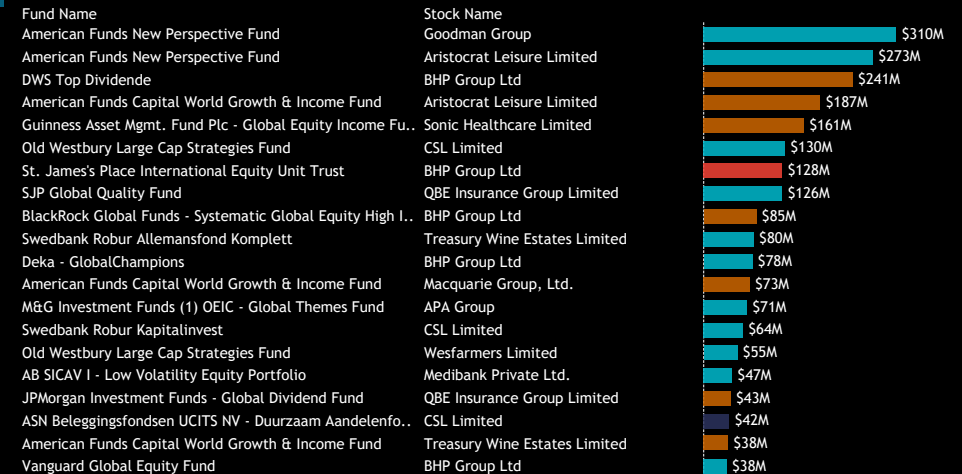 Fund Name Stock Name
American Funds New Perspective Fund Goodman Group $310M
American Funds New Perspective Fund Aristocrat Leisure Limited $273M
DWS Top Dividende BHP Group Ltd $241M
American Funds Capital World Growth & Income Fund Aristocrat Leisure Limited $187M
Guinness Asset Mgmt. Fund Plc - Global Equity Income Fu.. Sonic Healthcare Limited $161M
Old Westbury Large Cap Strategies Fund CSL Limited $130M
St. James's Place International Equity Unit Trust BHP Group Ltd $128M
SJP Global Quality Fund QBE Insurance Group Limited $126M
BlackRock Global Funds - Systematic Global Equity High I.. BHP Group Ltd $85M
Swedbank Robur Allemansfond Komplett Treasury Wine Estates Limited $80M
Deka - GlobalChampions BHP Group Ltd $78M
American Funds Capital World Growth & Income Fund Macquarie Group, Ltd. $73M
M&G Investment Funds (1) OEIC - Global Themes Fund APA Group $71M
Swedbank Robur Kapitalinvest CSL Limited $64M
Old Westbury Large Cap Strategies Fund Wesfarmers Limited $55M
AB SICAV I - Low Volatility Equity Portfolio Medibank Private Ltd. $47M
JPMorgan Investment Funds - Global Dividend Fund QBE Insurance Group Limited $43M
ASN Beleggingsfondsen UCITS NV - Duurzaam Aandelenfo.. CSL Limited $42M
American Funds Capital World Growth & Income Fund Treasury Wine Estates Limited $38M
Vanguard Global Equity Fund BHP Group Ltd $38M